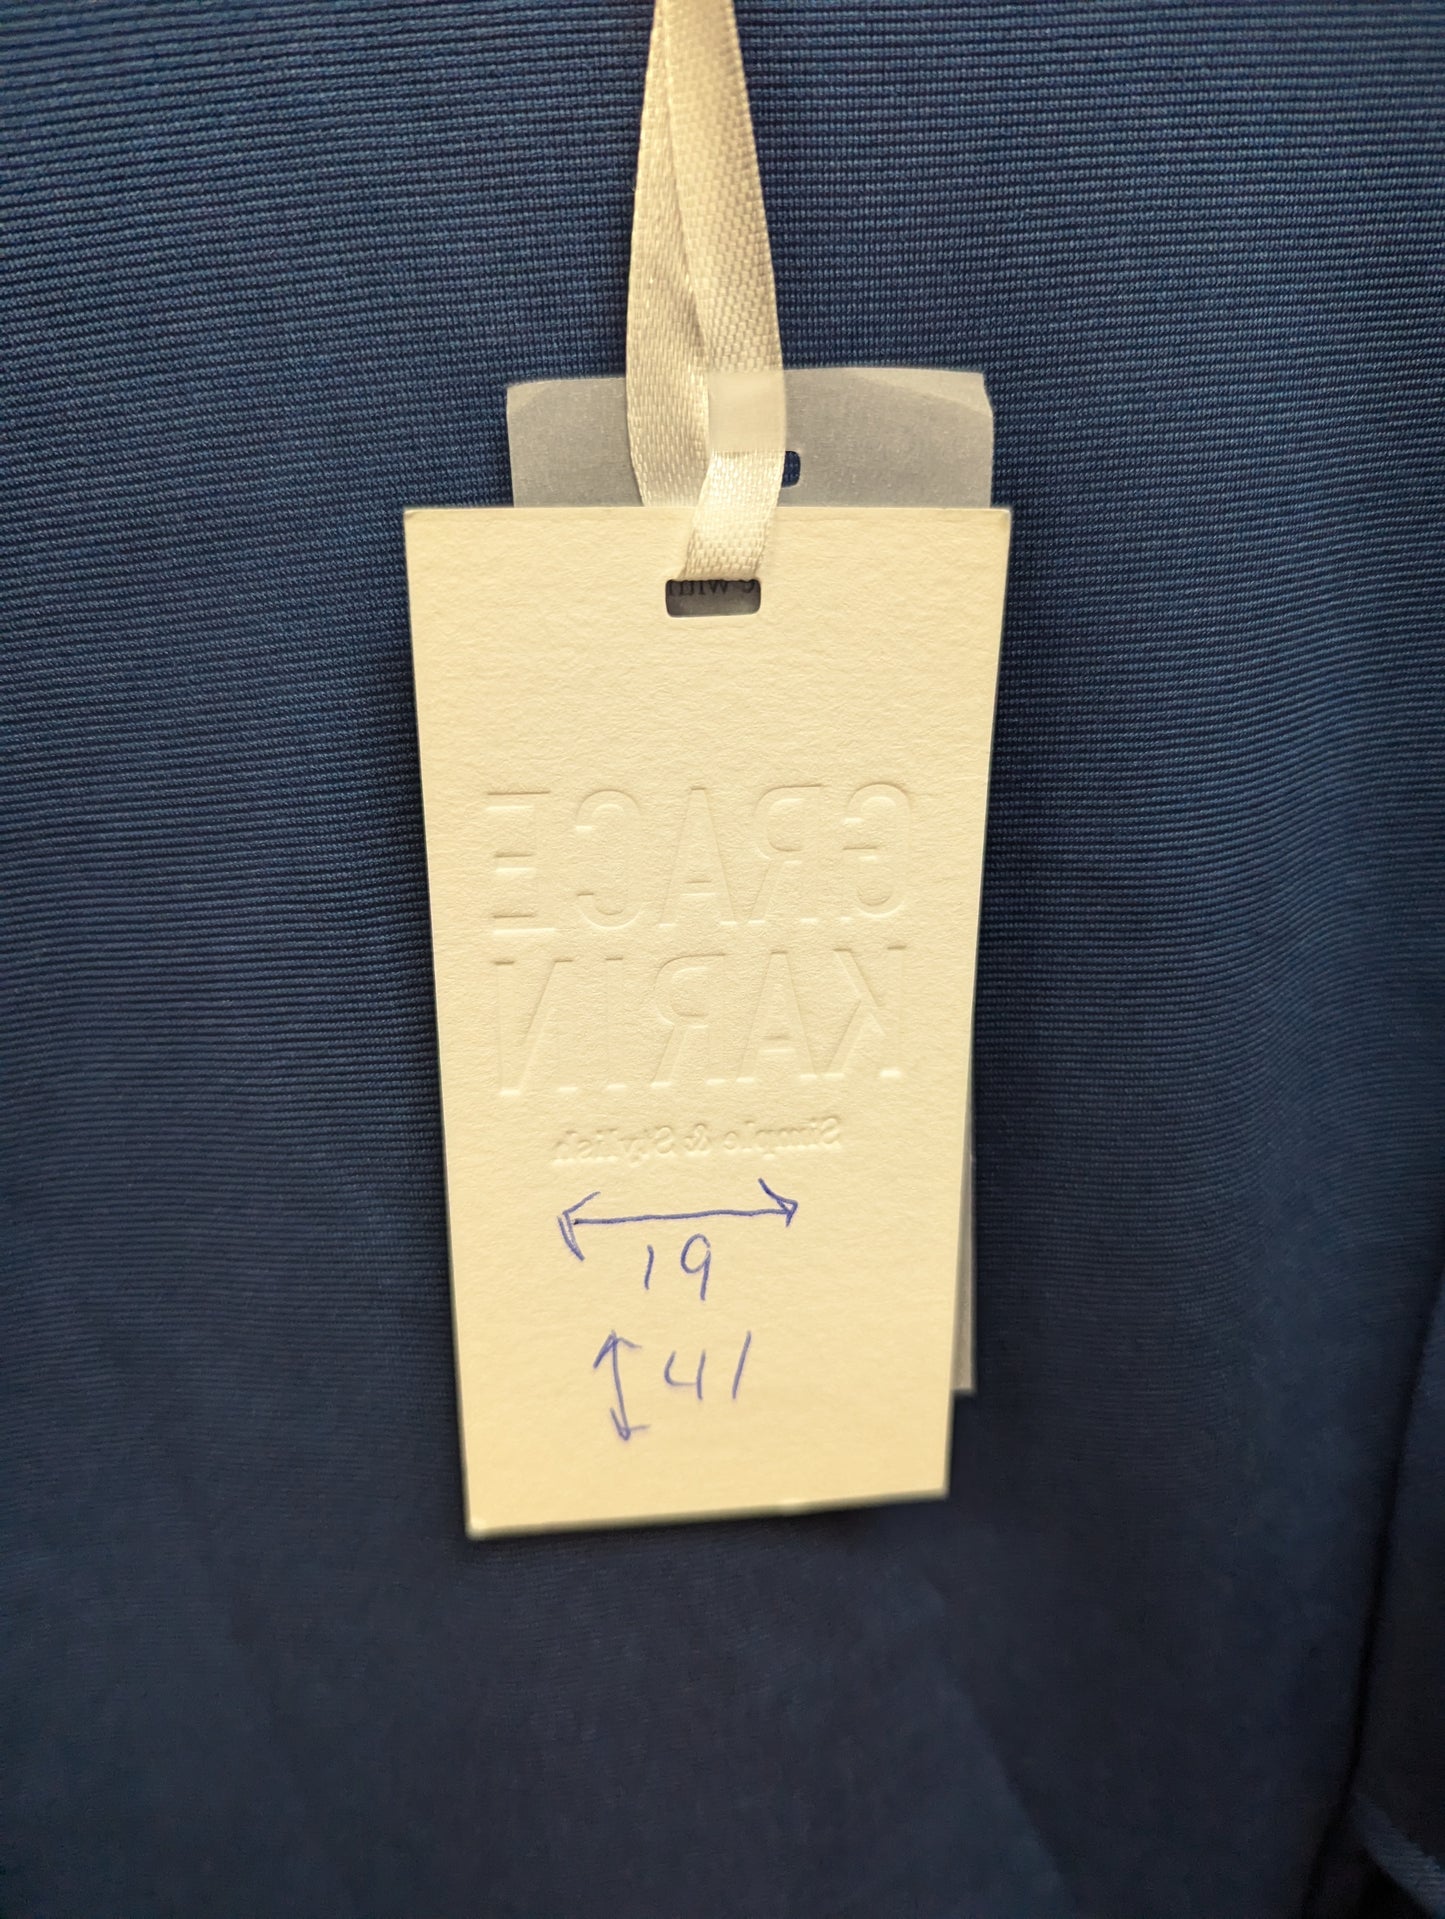 GRACE
KARIN
Simple & Stylish
19
41